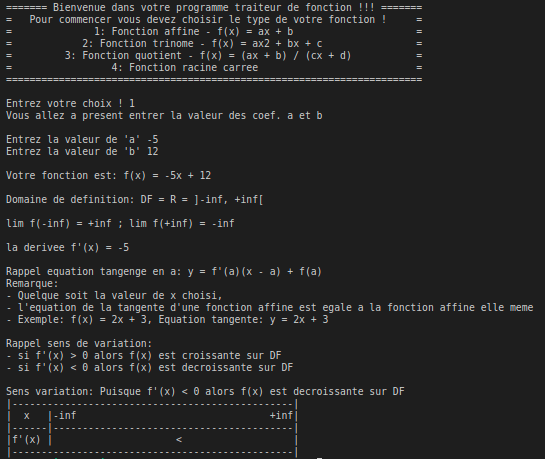 ======= Bienvenue dans votre programme traiteur de fonction !!! =======
=   Pour commencer vous devez choisir le type de votre fonction !     =
=              1: Fonction affine - f(x) = ax + b                     =
=            2: Fonction trinome - f(x) = ax2 + bx + c                =
=         3: Fonction quotient - f(x) = (ax + b) / (cx + d)           =
=                 4: Fonction racine carree                           =
=======================================================================
Entrez votre choix ! 1
Vous allez a present entrer la valeur des coef. a et b
Entrez la valeur de 'a' -5
Entrez la valeur de 'b' 12
Votre fonction est: f(x) = -5x + 12
Domaine de definition: DF = R = ]-inf, +inf[
lim f(-inf) = +inf ; lim f(+inf) = -inf
la derivee f'(x) = -5
Rappel equation tangenge en a: y = f'(a)(x - a) + f(a)
Remarque:
- Quelque soit la valeur de x choisi,
- l'equation de la tangente d'une fonction affine est egale a la fonction affine elle meme
- Exemple: f(x) = 2x + 3, Equation tangente: y = 2x + 3
Rappel sens de variation:
- si f'(x) > 0 alors f(x) est croissante sur DF
- si f'(x) < 0 alors f(x) est decroissante sur DF
Sens variation: Puisque f'(x) < 0 alors f(x) est decroissante sur DF
|------------------------------------------------|
|  x   |-inf                                 +inf|
|------|-----------------------------------------|
|f'(x) |                     <                   |
|------------------------------------------------|